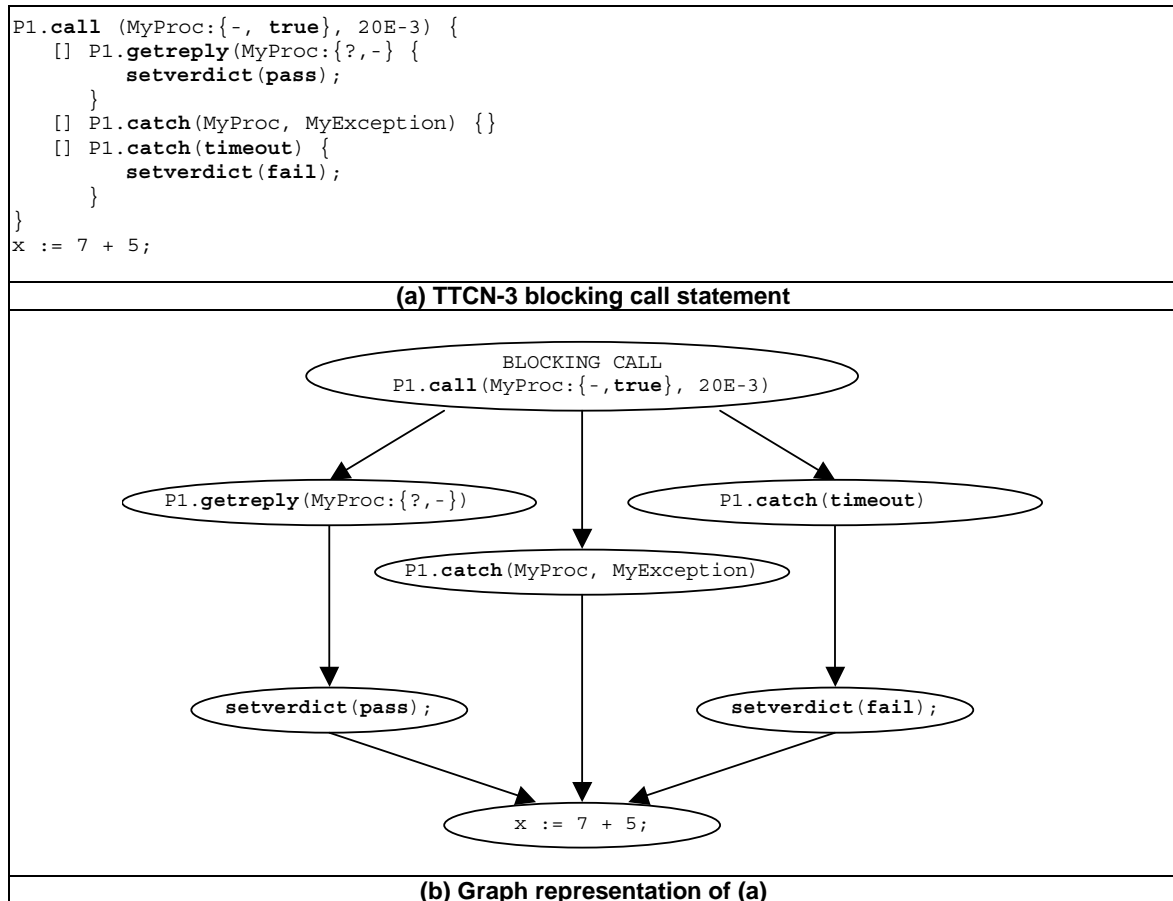 P1.call (MyProc:{-, true}, 20E-3) {
[] P1.getreply(MyProc:{?,-} {
setverdict(pass);
}
[] P1.catch(MyProc, MyException) {}
[] P1.catch(timeout) {
setverdict(fail);
}
}
x := 7 + 5;
(a) TTCN-3 blocking call statement
BLOCKING CALL
P1.call(MyProc:{-,true}, 20E-3)
P1.getreply(MyProc:{?,-})
P1.catch(timeout)
P1.catch(MyProc, MyException)
setverdict(pass);
setverdict(fail);
x := 7 + 5;
(b) Graph representation of (a)